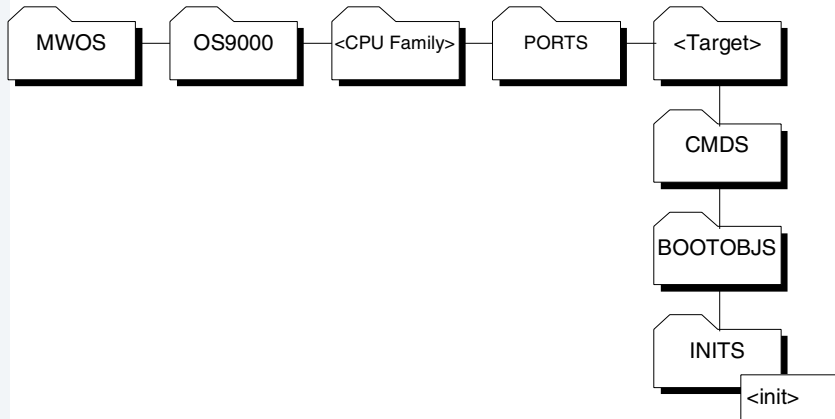 MWOS
OS9000
<CPU Family>
PORTS
<Target>
CMDS
BOOTOBJS
INITS
<init>